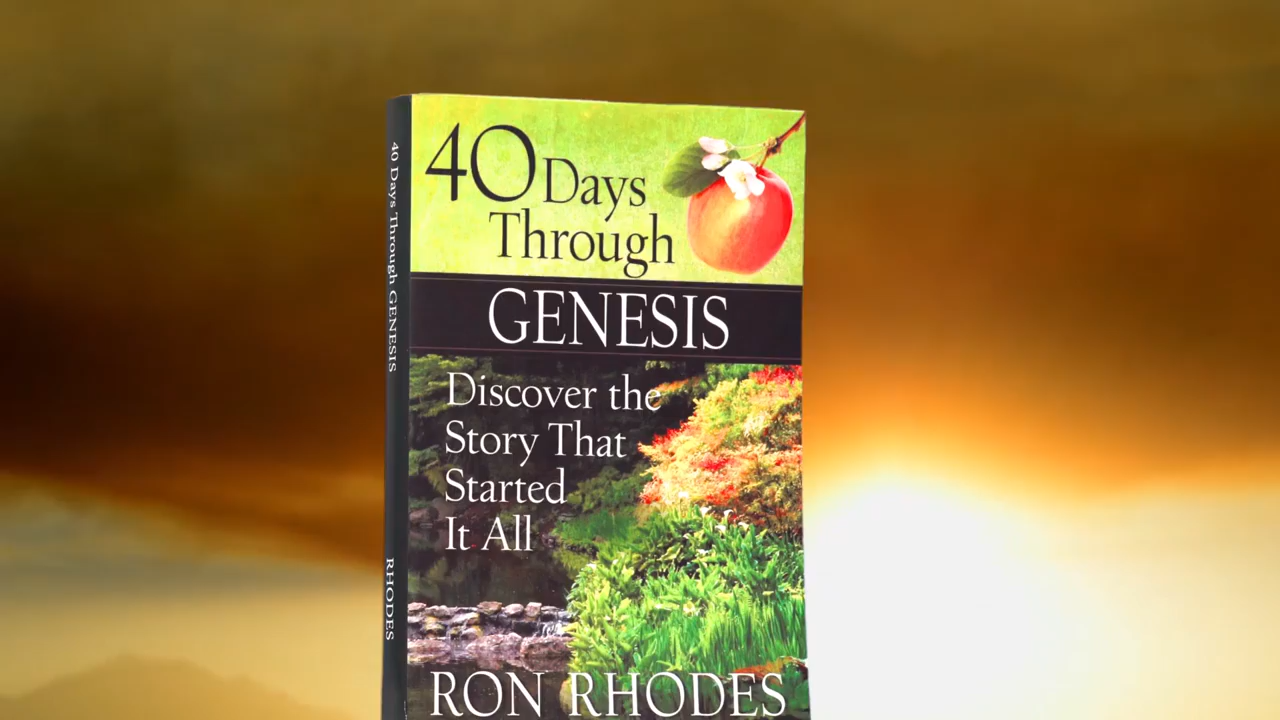 40 Days Through GENESIS
RHODES
40 Days
Through
GENESIS
Discover the
Story That
Started
It All
RON RHODES